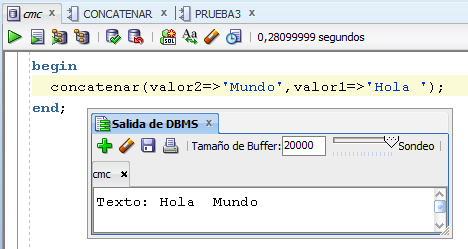 cmc CONCATENAR PRUEBA3
0,28099999 segundos
begin
concatenar(valor2=>'Mundo',valor1=>'Hola ');
end;
Salida de DBMS
Tamaño de Buffer: 20000 Sondeo
cmc
Texto: Hola  Mundo